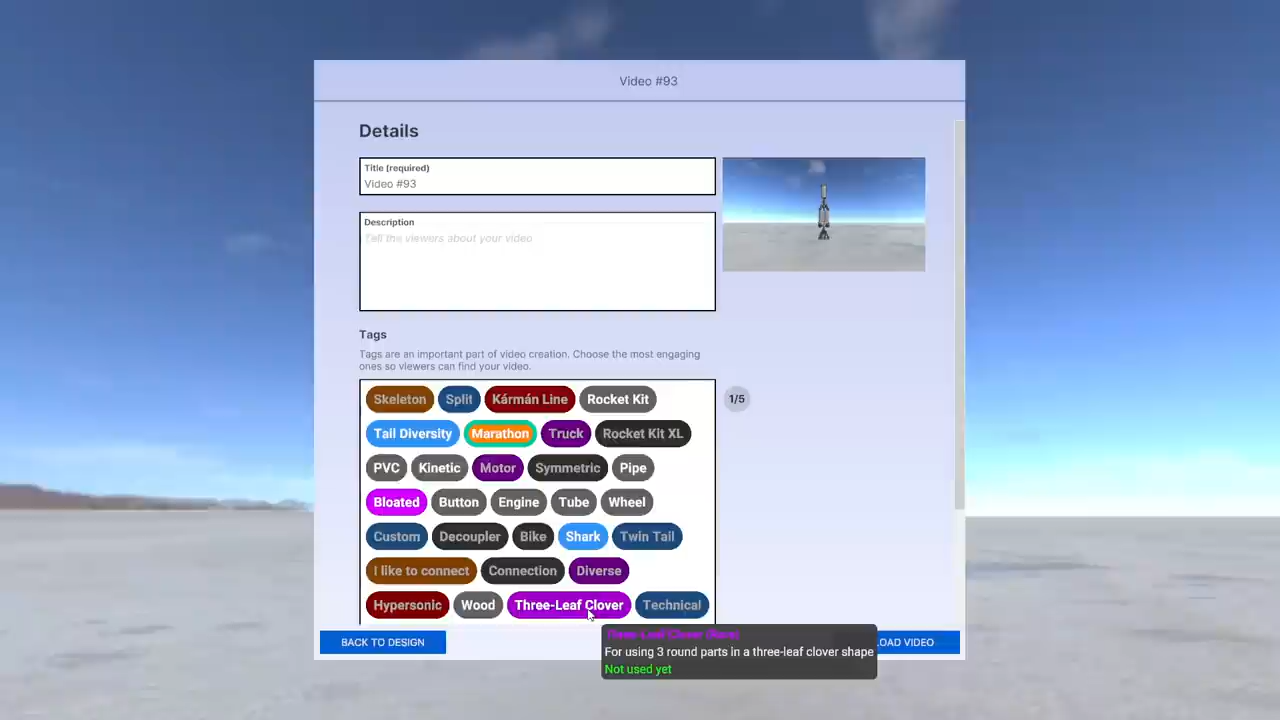 Video #93
Details
Title (required)
Video #93
Description
Tell the viewers about your video
Tags
Tags are an important part of video creation. Choose the most engaging
ones so viewers can find your video.
Skeleton Split Kármán Line Rocket Kit
1/5
Tail Diversity Marathon Truck Rocket Kit XL
PVC Kinetic Motor Symmetric Pipe
Bloated Button Engine Tube Wheel
Custom Decoupler Bike Shark Twin Tail
I like to connect Connection Diverse
Hypersonic Wood Three-Leaf Clover Technical
BACK TO DESIGN
LOAD VIDEO
Three-Leaf Clover (Rare)
For using 3 round parts in a three-leaf clover shape
Not used yet